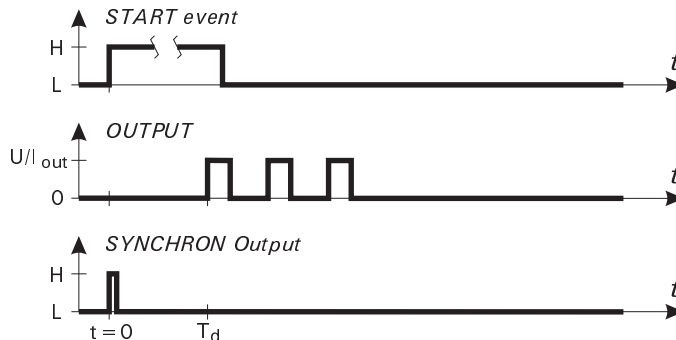 START event
H
L
t
OUTPUT
U/I out
0
t
SYNCHRON Output
H
L
t
t = 0
Td